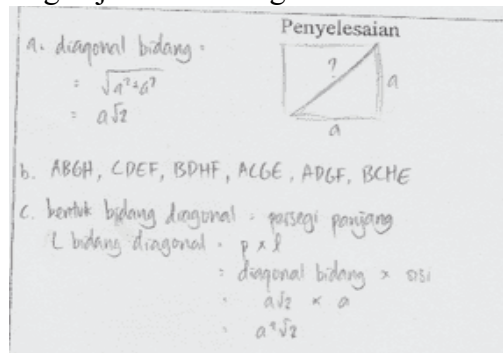 Penyelesaian
a. diagonal bidang =
= √a²+a²
= a√2
?
a
a
b. ABGH, CDEF, BDHF, ACGE, ADGF, BCHE
c. bentuk bidang diagonal = persegi panjang
L bidang diagonal = p x l
= diagonal bidang x sisi
= a√2 x a
= a²√2